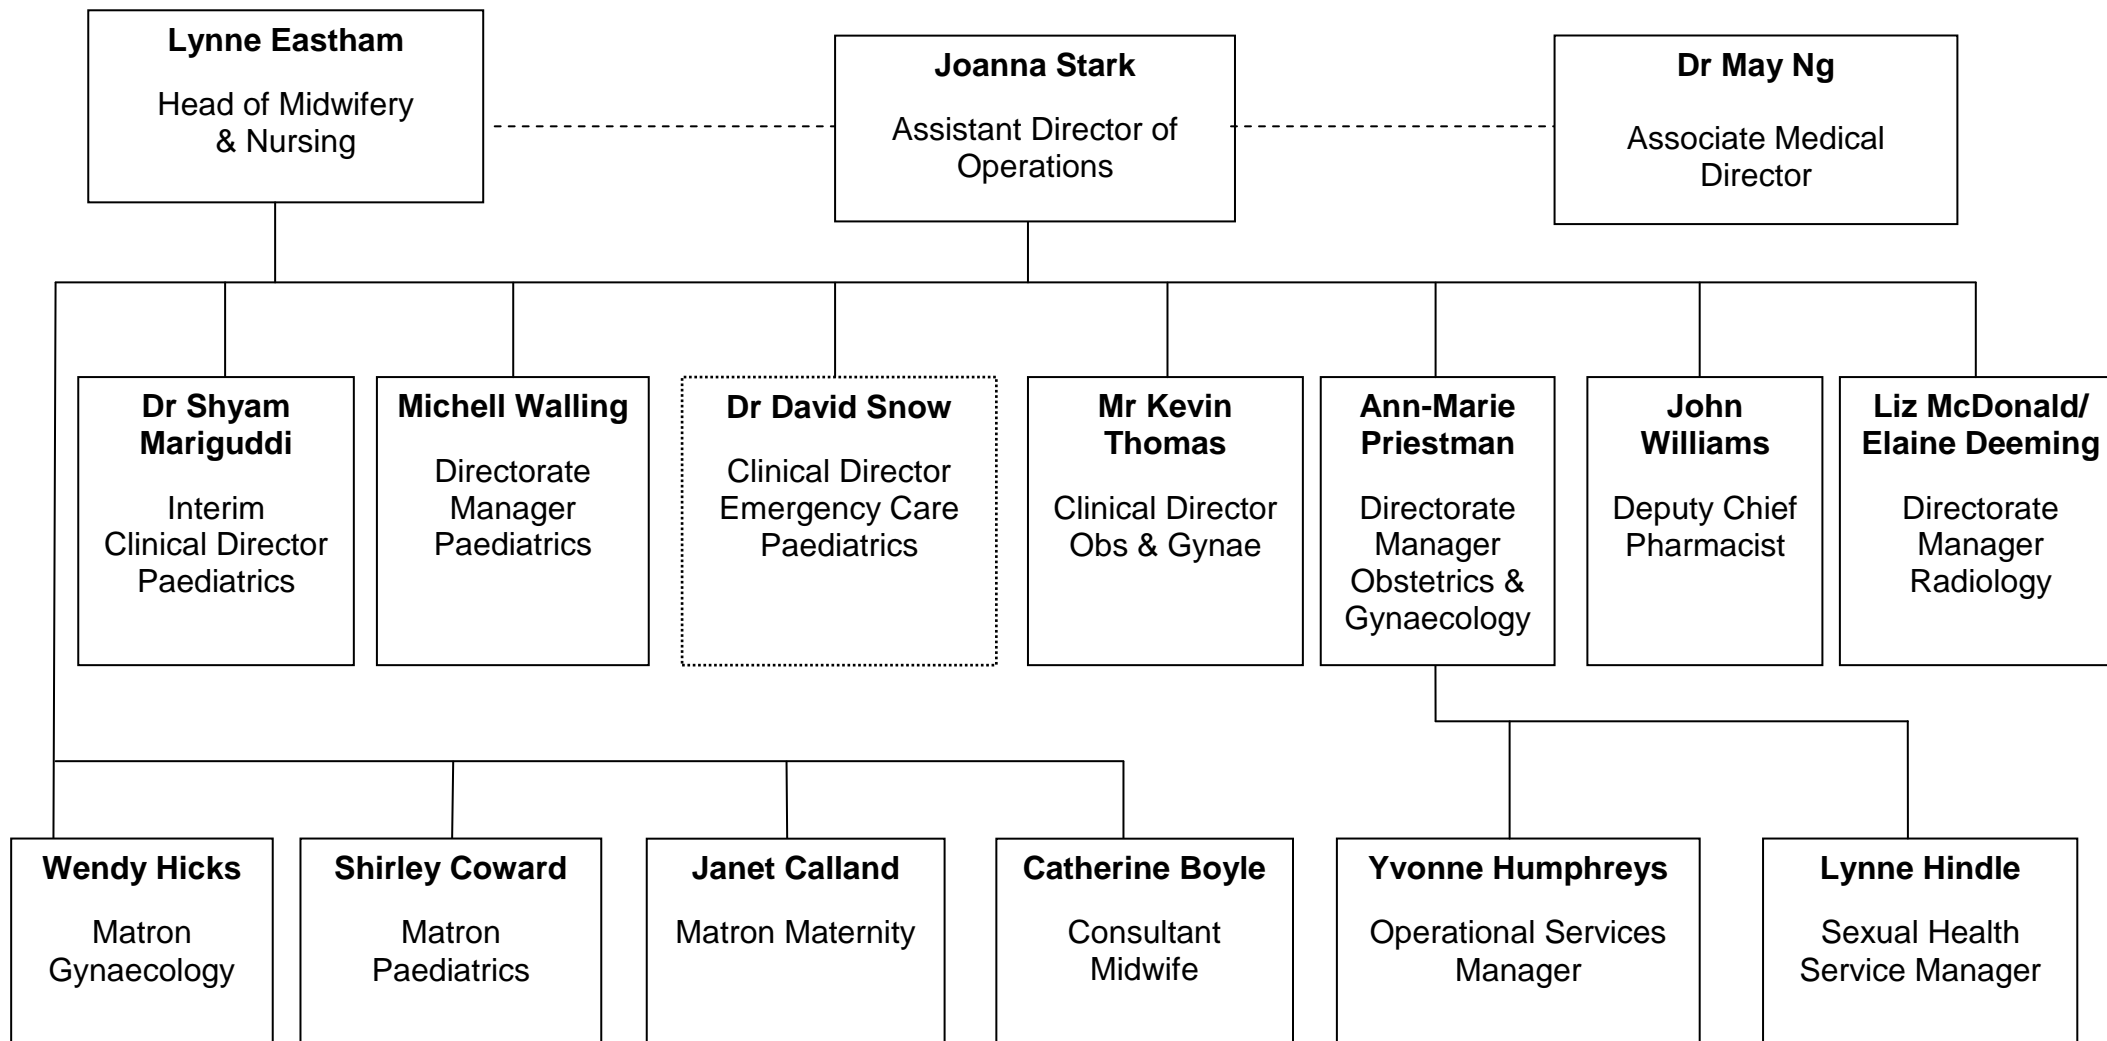 Lynne Eastham
Head of Midwifery
& Nursing
Joanna Stark
Assistant Director of
Operations
Dr May Ng
Associate Medical
Director
Dr Shyam
Mariguddi
Interim
Clinical Director
Paediatrics
Michell Walling
Directorate
Manager
Paediatrics
Dr David Snow
Clinical Director
Emergency Care
Paediatrics
Mr Kevin
Thomas
Clinical Director
Obs & Gynae
Ann-Marie
Priestman
Directorate
Manager
Obstetrics &
Gynaecology
John
Williams
Deputy Chief
Pharmacist
Liz McDonald/
Elaine Deeming
Directorate
Manager
Radiology
Wendy Hicks
Matron
Gynaecology
Shirley Coward
Matron
Paediatrics
Janet Calland
Matron Maternity
Catherine Boyle
Consultant
Midwife
Yvonne Humphreys
Operational Services
Manager
Lynne Hindle
Sexual Health
Service Manager